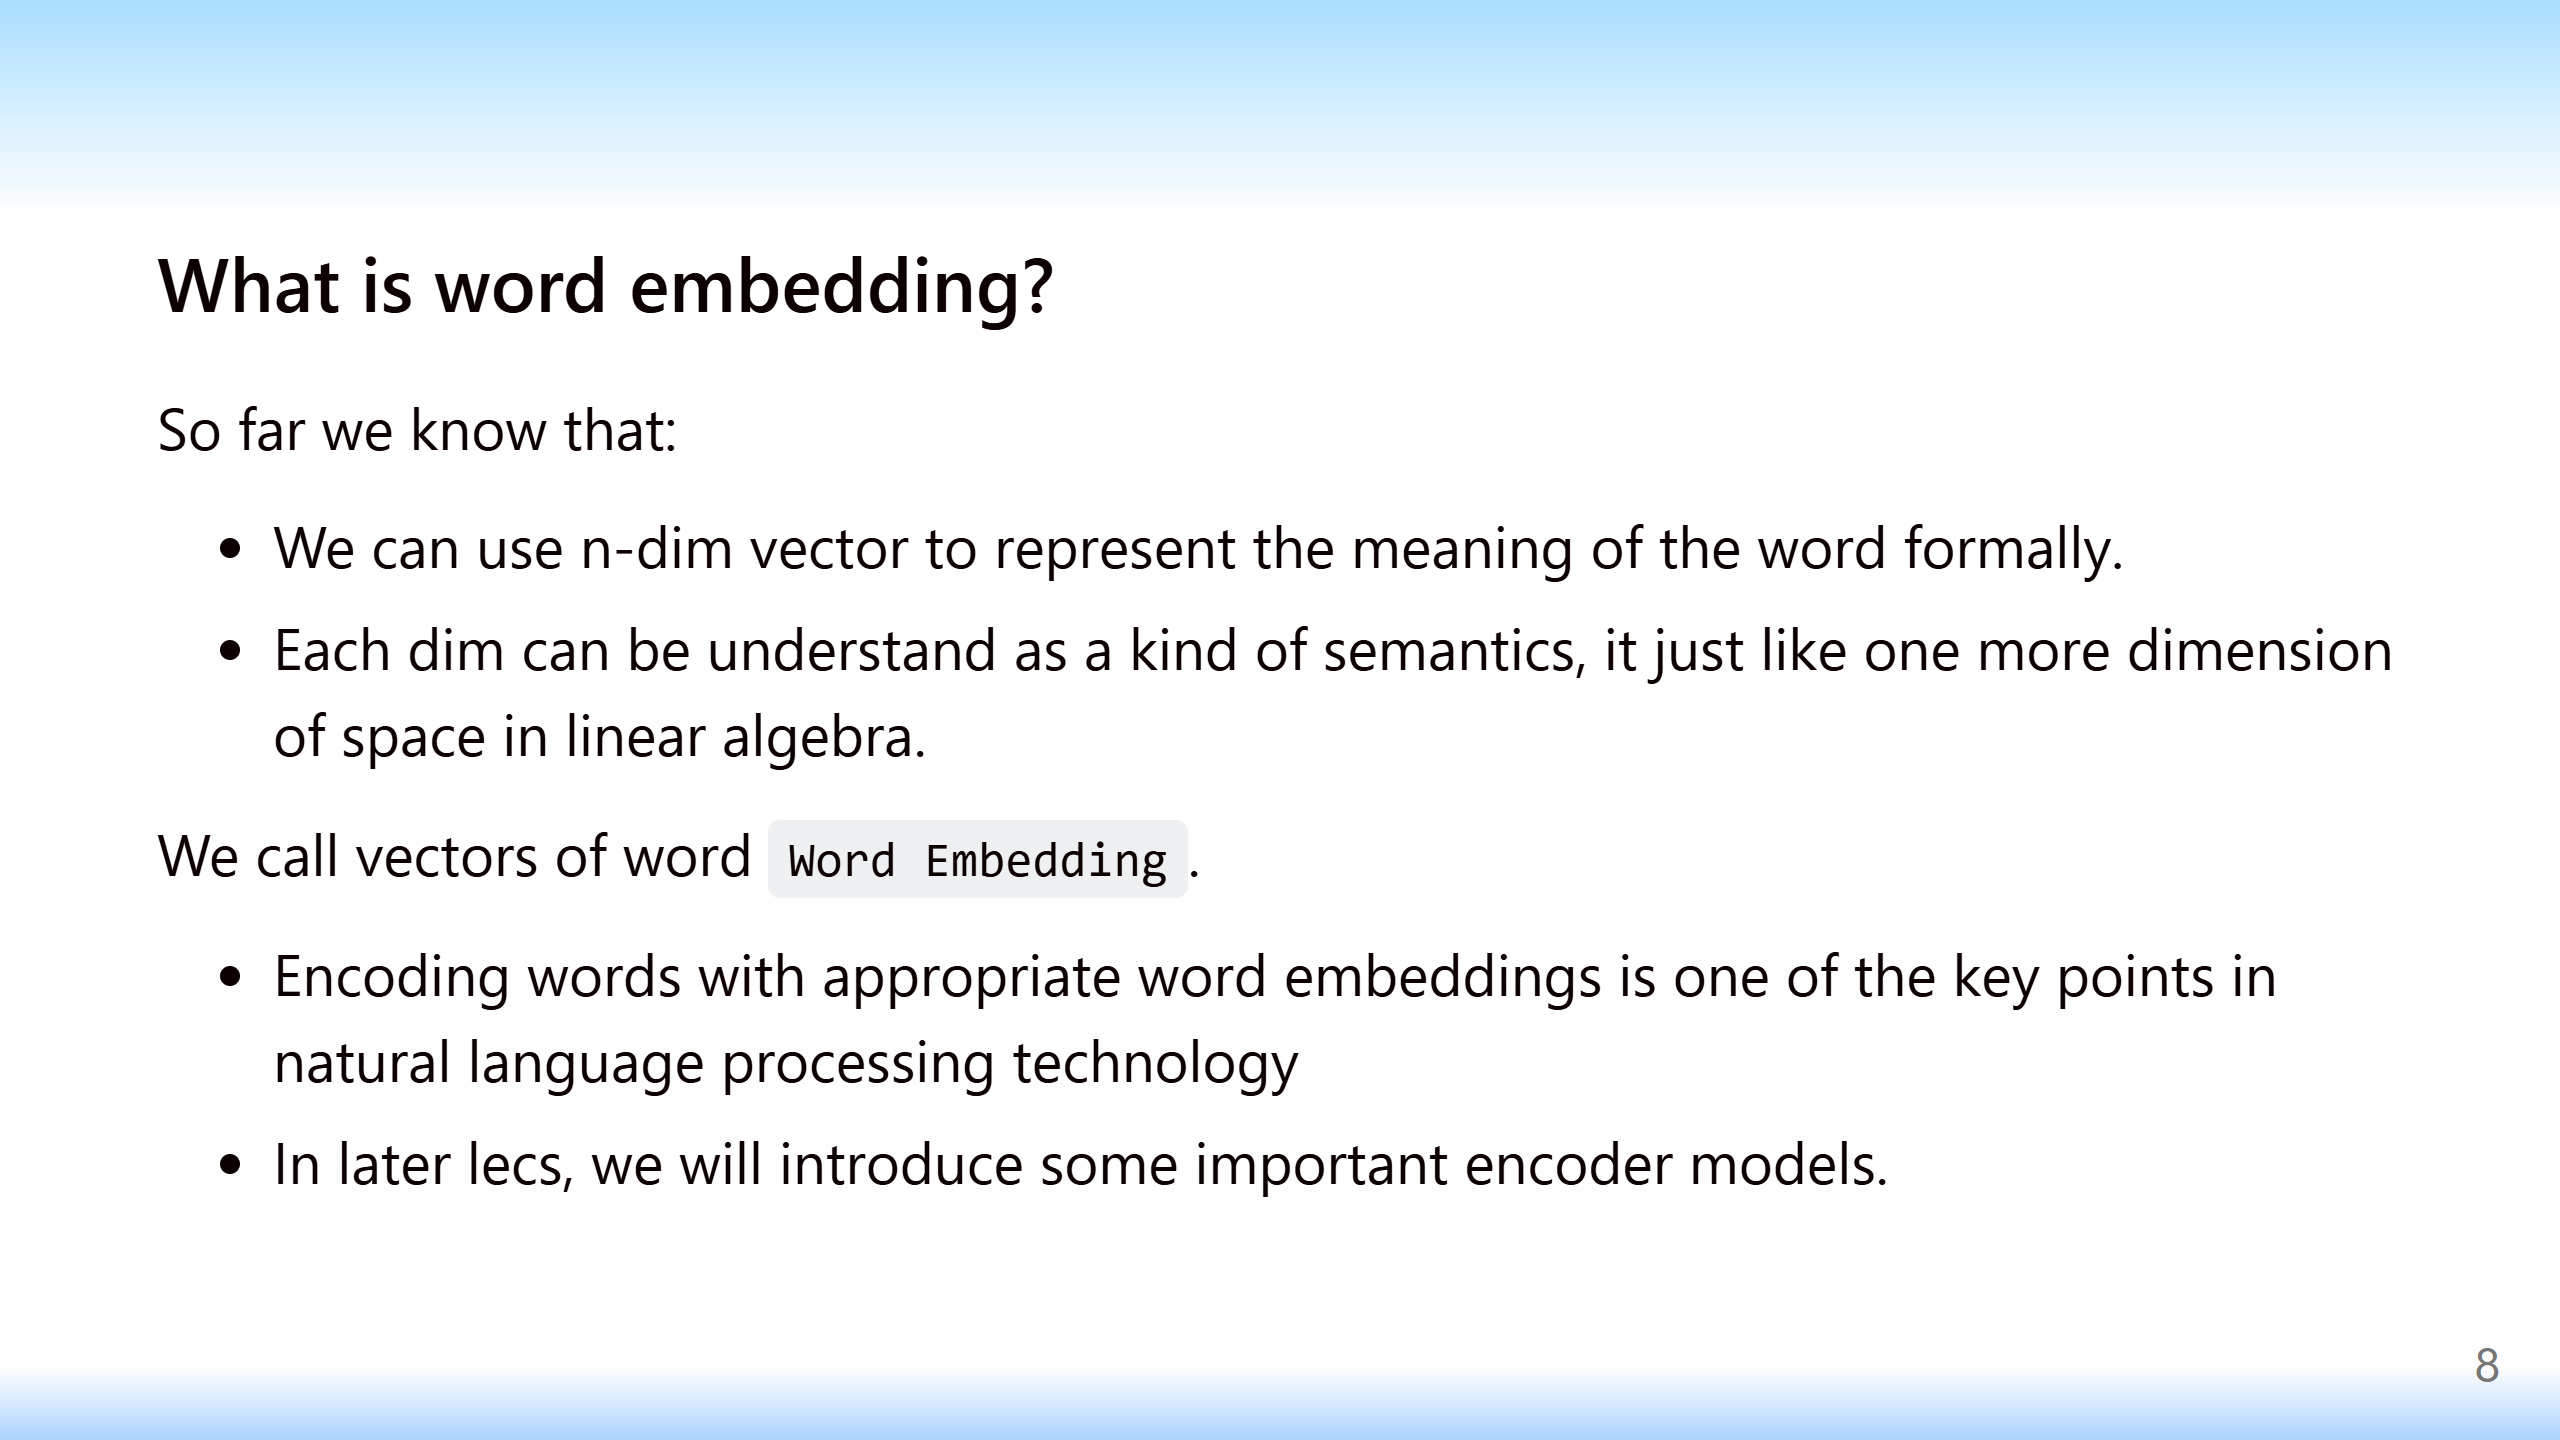 What is word embedding?
So far we know that:
• We can use n-dim vector to represent the meaning of the word formally.
• Each dim can be understand as a kind of semantics, it just like one more dimension
of space in linear algebra.
We call vectors of word Word Embedding.
• Encoding words with appropriate word embeddings is one of the key points in
natural language processing technology
• In later lecs, we will introduce some important encoder models.
8